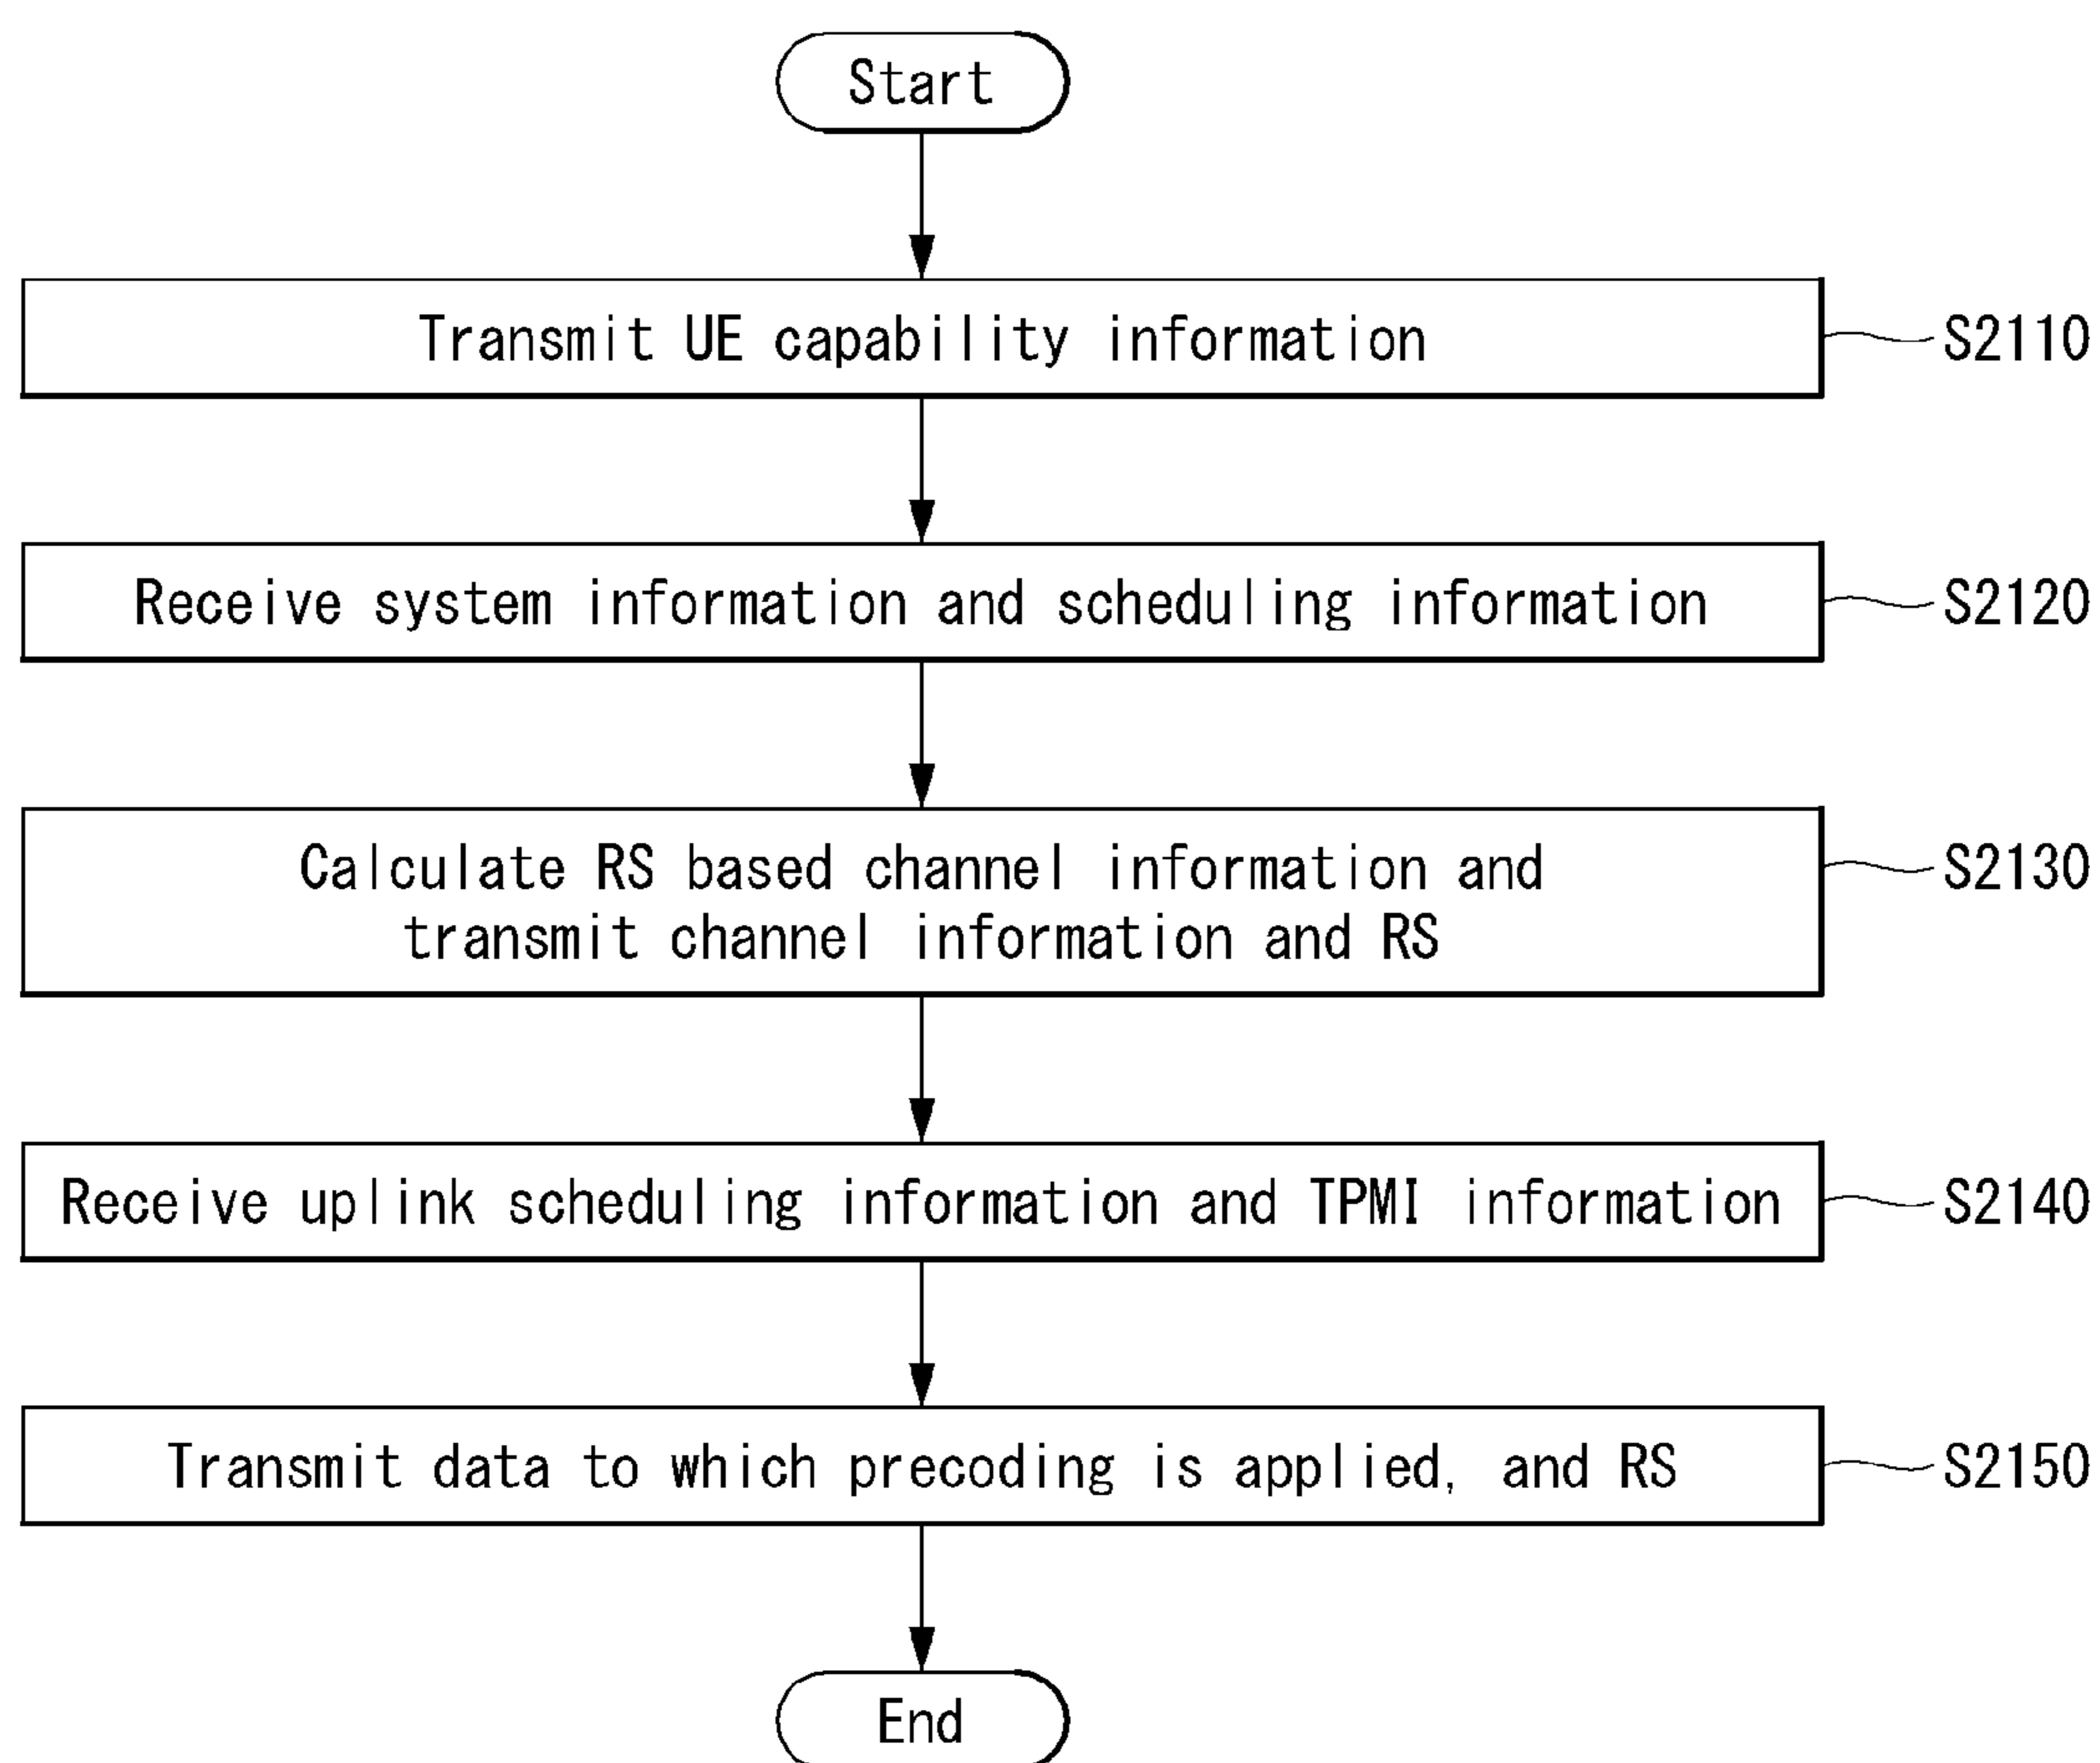 Start
Transmit UE capability information
S2110
Receive system information and scheduling information
S2120
Calculate RS based channel information and
transmit channel information and RS
S2130
Receive uplink scheduling information and TPMI information
S2140
Transmit data to which precoding is applied, and RS
S2150
End